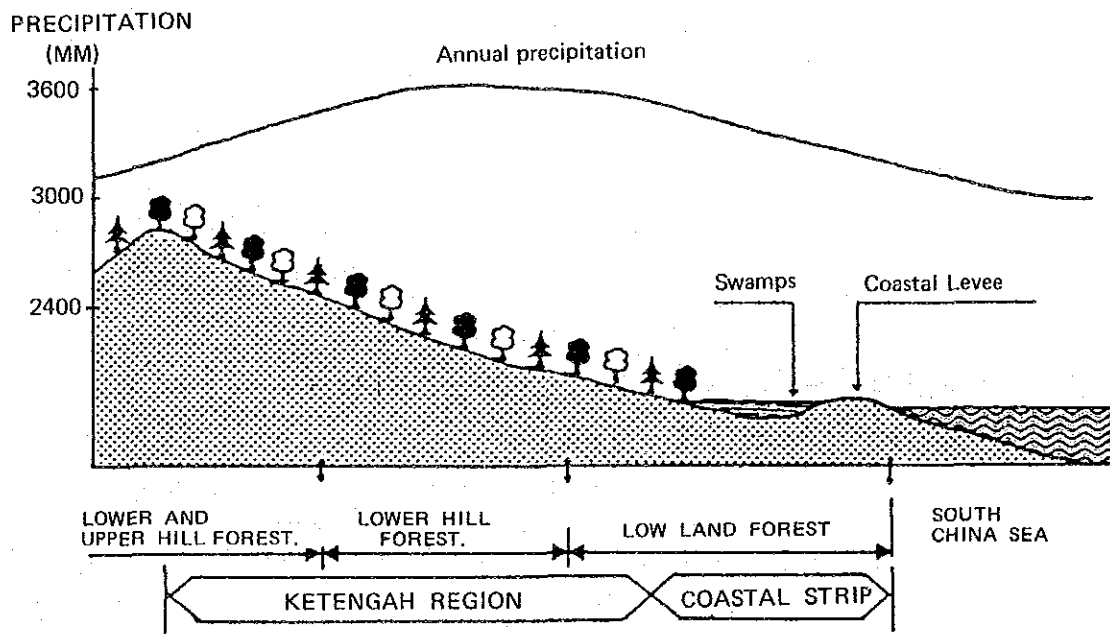 PRECIPITATION
(MM)
Annual precipitation
3600
3000
2400
Swamps
Coastal Levee
LOWER AND
UPPER HILL FOREST.
LOWER HILL
FOREST.
LOW LAND FOREST
SOUTH
CHINA SEA
KETENGAH REGION
COASTAL STRIP